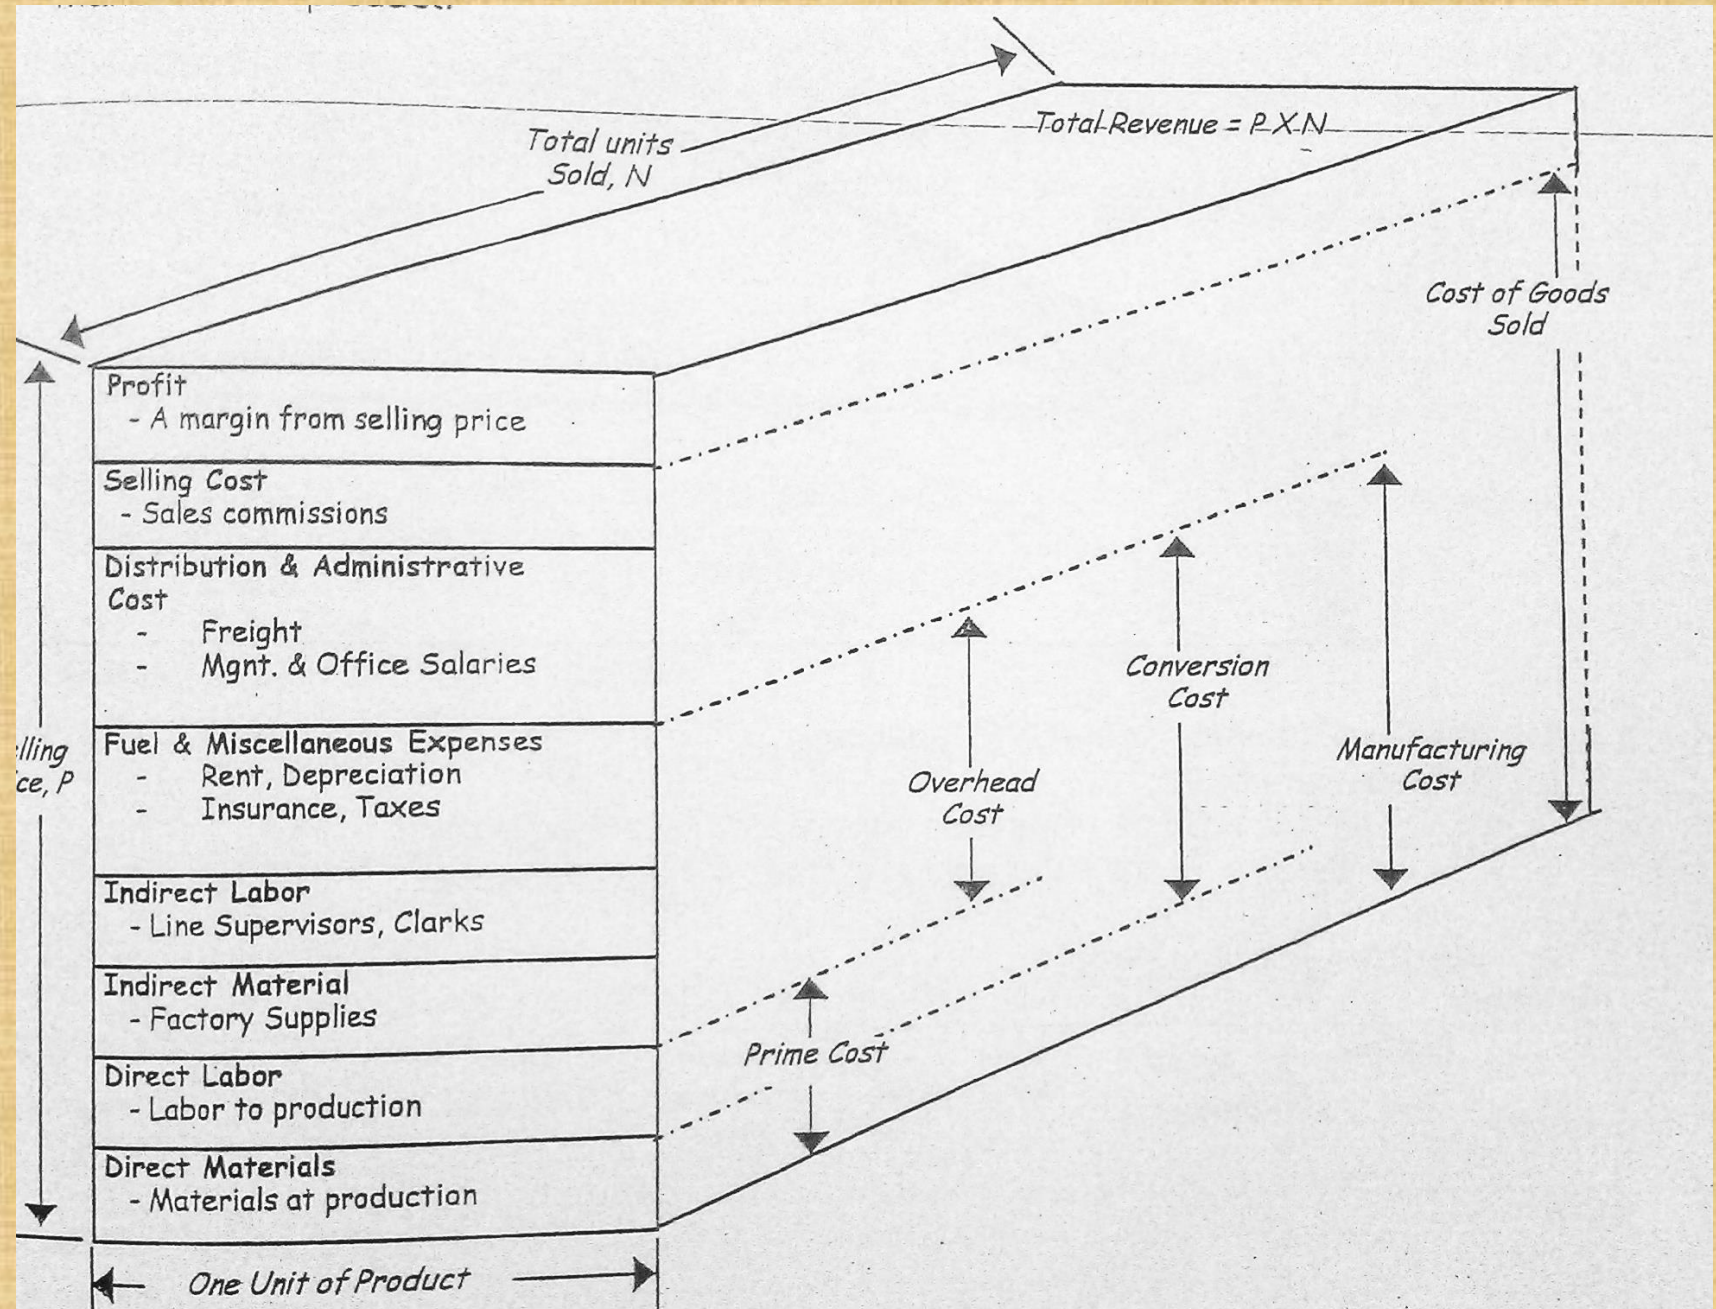 Total units
Sold, N
Total Revenue = P X N
Cost of Goods
Sold
Profit
- A margin from selling price
Selling Cost
- Sales commissions
Distribution & Administrative
Cost
- Freight
- Mgnt. & Office Salaries
Conversion
Cost
Manufacturing
Cost
Overhead
Cost
lling
ce, P
Fuel & Miscellaneous Expenses
- Rent, Depreciation
- Insurance, Taxes
Indirect Labor
- Line Supervisors, Clarks
Indirect Material
- Factory Supplies
Prime Cost
Direct Labor
- Labor to production
Direct Materials
- Materials at production
One Unit of Product